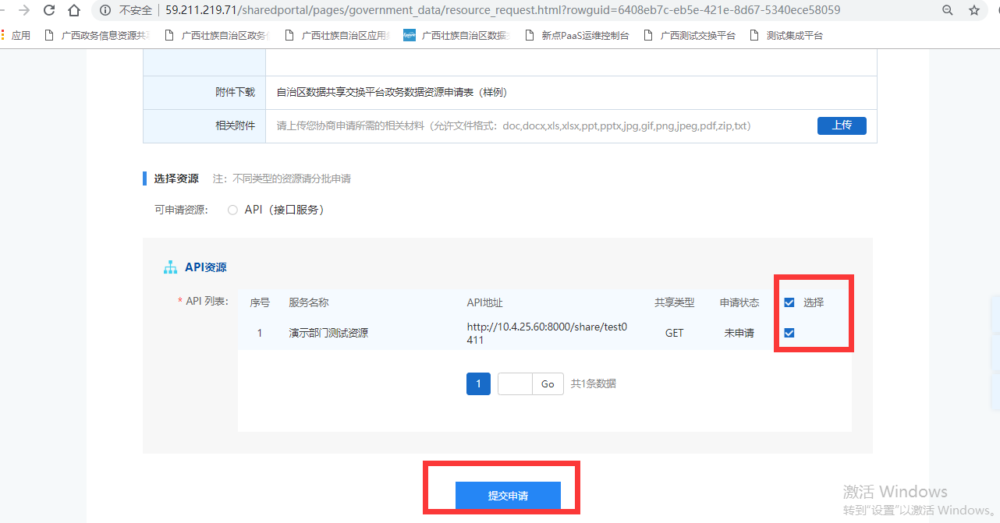 不安全 59.211.219.71/sharedportal/pages/government_data/resource_request.html?rowguid=6408eb7c-eb5e-421e-8d67-5340ece58059
应用 广西政务信息资源共 广西壮族自治区政务 广西壮族自治区应用 广西壮族自治区数据 新点PaaS运维控制台 广西测试交换平台 测试集成平台
附件下载 自治区数据共享交换平台政务数据资源申请表（样例）
相关附件 请上传您协商申请所需的相关材料（允许文件格式：doc,docx,xls,xlsx,ppt,pptx,jpg,gif,png,jpeg,pdf,zip,txt） 上传
选择资源 注：不同类型的资源请分批申请
可申请资源: API（接口服务）
API资源
* API 列表: 序号 服务名称 API地址 共享类型 申请状态 选择
1 演示部门测试资源 http://10.4.25.60:8000/share/test0411 GET 未申请
1 Go 共1条数据
提交申请
激活 Windows
转到"设置"以激活 Windows。